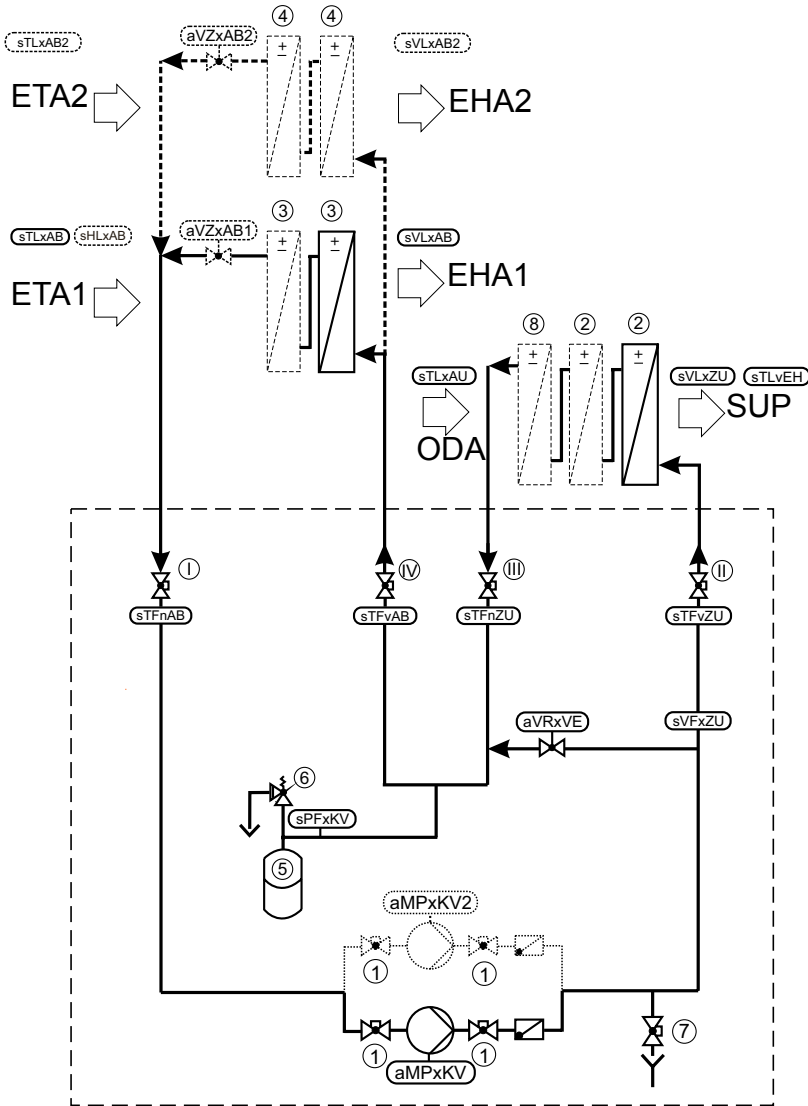 ④ ④
sTLxAB2 aVZxAB2 ± ± sVLxAB2
ETA2 EHA2
③ ③
sTLxAB sHLxAB aVZxAB1 ± ± sVLxAB
ETA1 EHA1
⑧ ② ②
sTLxAU ± ± ± sVLxZU sTLvEH
ODA SUP
I IV III II
sTFnAB sTFvAB sTFnZU sTFvZU
aVRxVE sVFxZU
⑥
sPFxKV
⑤
aMPxKV2
① ①
① ①
aMPxKV
⑦